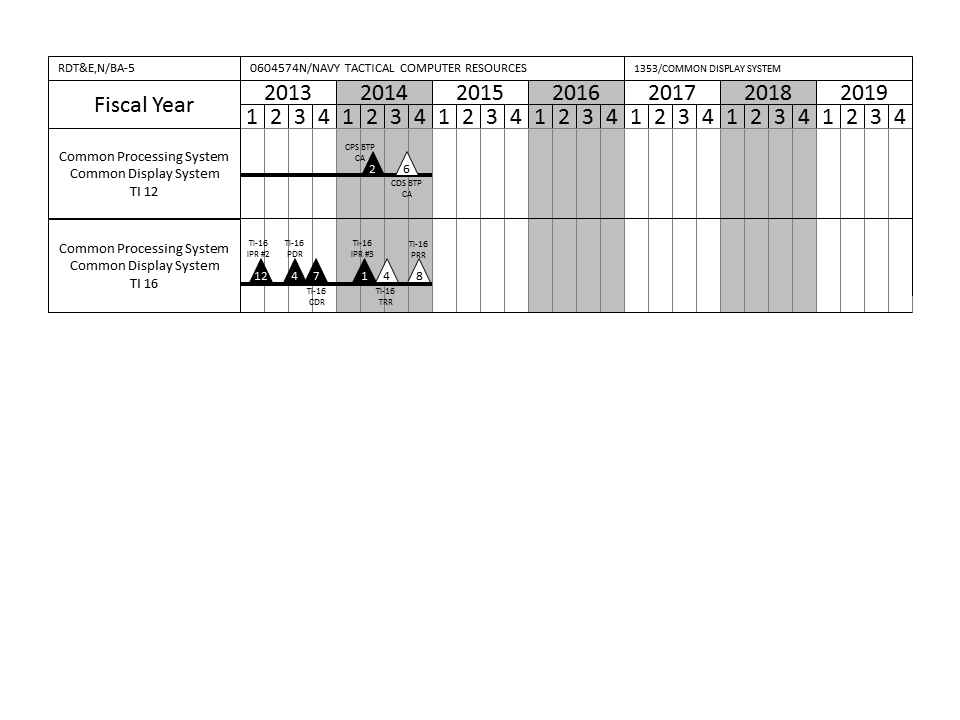 RDT&E,N/BA-5
0604574N/NAVY TACTICAL COMPUTER RESOURCES
1353/COMMON DISPLAY SYSTEM
Fiscal Year
2013 2014 2015 2016 2017 2018 2019
1 2 3 4 1 2 3 4 1 2 3 4 1 2 3 4 1 2 3 4 1 2 3 4 1 2 3 4
Common Processing System
Common Display System
TI 12
CPS BTP
CA
2 6
CDS BTP
CA
Common Processing System
Common Display System
TI 16
TI-16
IPR #2
TI-16
PDR
TI-16
IPR #3
TI-16
PRR
12 4 7 1 4 8
TI-16
CDR
TI-16
TRR